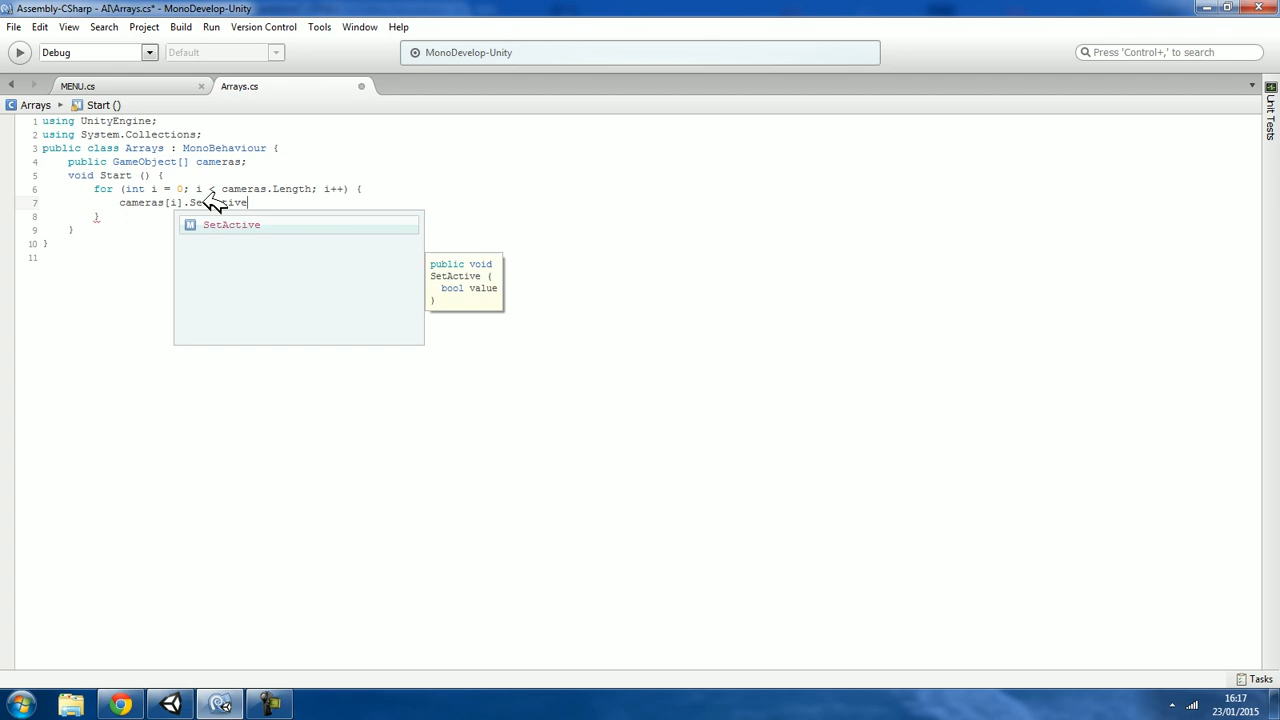 Assembly-CSharp - AI\Arrays.cs* - MonoDevelop-Unity
File Edit View Search Project Build Run Version Control Tools Window Help
Debug Default MonoDevelop-Unity Press 'Control+,' to search
MENU.cs Arrays.cs
Arrays Start ()
1 using UnityEngine;
2 using System.Collections;
3 public class Arrays : MonoBehaviour {
4 public GameObject[] cameras;
5 void Start () {
6 for (int i = 0; i < cameras.Length; i++) {
7 cameras[i].SetActive
8 }
9 }
10 }
11
SetActive
public void
SetActive (
bool value
)
Unit Tests
Tasks
16:17
23/01/2015